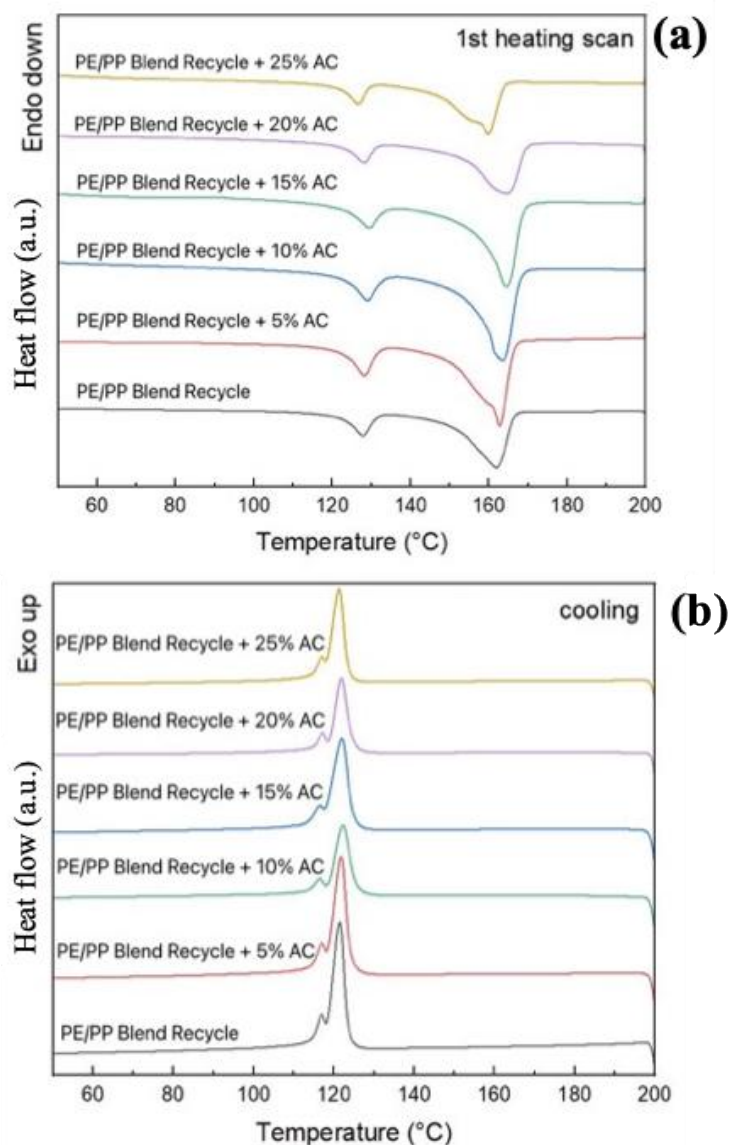 1st heating scan
(a)
Endo down
Heat flow (a.u.)
PE/PP Blend Recycle + 25% AC
PE/PP Blend Recycle + 20% AC
PE/PP Blend Recycle + 15% AC
PE/PP Blend Recycle + 10% AC
PE/PP Blend Recycle + 5% AC
PE/PP Blend Recycle
60 80 100 120 140 160 180 200
Temperature (°C)
cooling
(b)
Exo up
Heat flow (a.u.)
PE/PP Blend Recycle + 25% AC
PE/PP Blend Recycle + 20% AC
PE/PP Blend Recycle + 15% AC
PE/PP Blend Recycle + 10% AC
PE/PP Blend Recycle + 5% AC
PE/PP Blend Recycle
60 80 100 120 140 160 180 200
Temperature (°C)